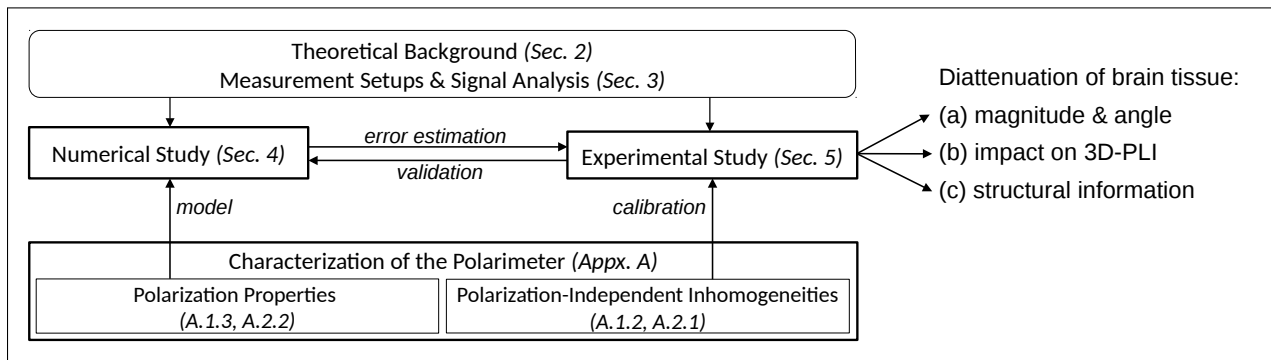 Theoretical Background (Sec. 2)
Measurement Setups & Signal Analysis (Sec. 3)
Numerical Study (Sec. 4)
error estimation
validation
Experimental Study (Sec. 5)
Diattenuation of brain tissue:
(a) magnitude & angle
(b) impact on 3D-PLI
(c) structural information
model
calibration
Characterization of the Polarimeter (Appx. A)
Polarization Properties
(A.1.3, A.2.2)
Polarization-Independent Inhomogeneities
(A.1.2, A.2.1)